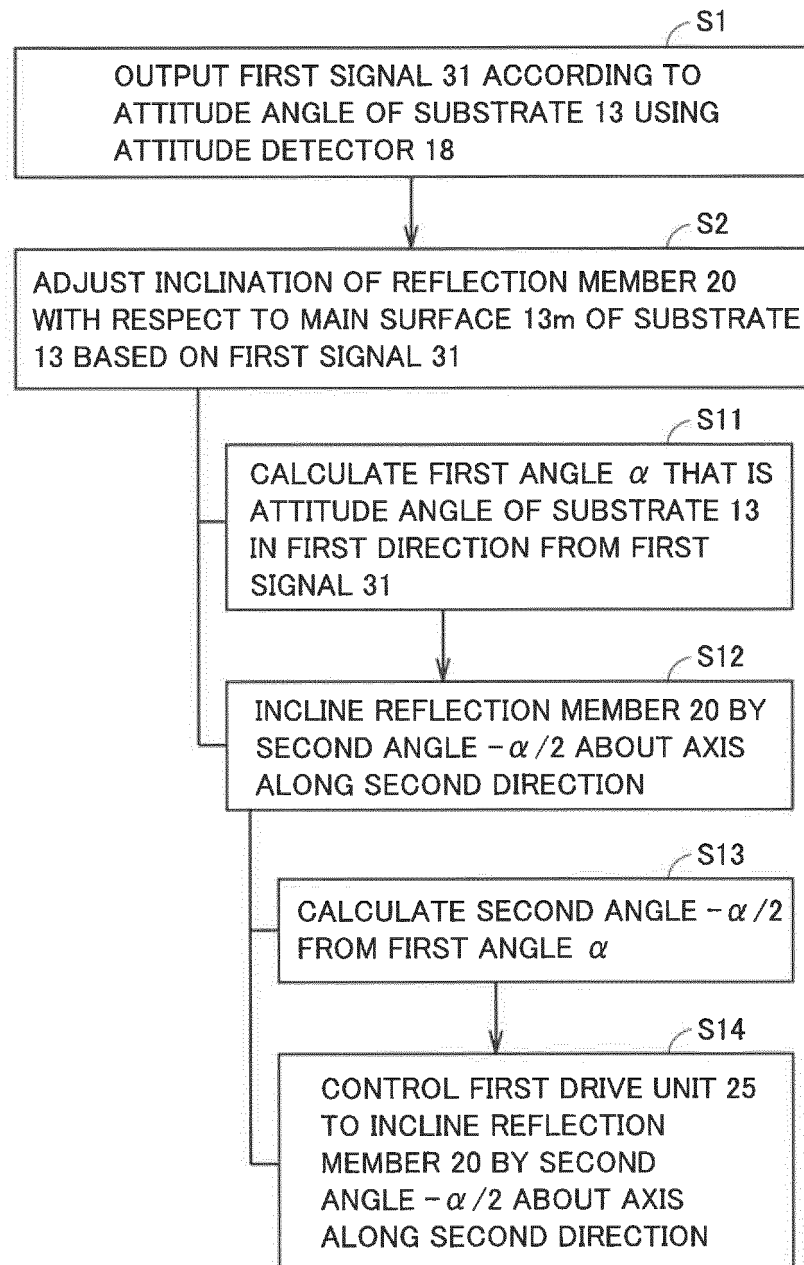 S1
OUTPUT FIRST SIGNAL 31 ACCORDING TO
ATTITUDE ANGLE OF SUBSTRATE 13 USING
ATTITUDE DETECTOR 18
S2
ADJUST INCLINATION OF REFLECTION MEMBER 20
WITH RESPECT TO MAIN SURFACE 13m OF SUBSTRATE
13 BASED ON FIRST SIGNAL 31
S11
CALCULATE FIRST ANGLE α THAT IS
ATTITUDE ANGLE OF SUBSTRATE 13
IN FIRST DIRECTION FROM FIRST
SIGNAL 31
S12
INCLINE REFLECTION MEMBER 20 BY
SECOND ANGLE -α/2 ABOUT AXIS
ALONG SECOND DIRECTION
S13
CALCULATE SECOND ANGLE -α/2
FROM FIRST ANGLE α
S14
CONTROL FIRST DRIVE UNIT 25
TO INCLINE REFLECTION
MEMBER 20 BY SECOND
ANGLE -α/2 ABOUT AXIS
ALONG SECOND DIRECTION